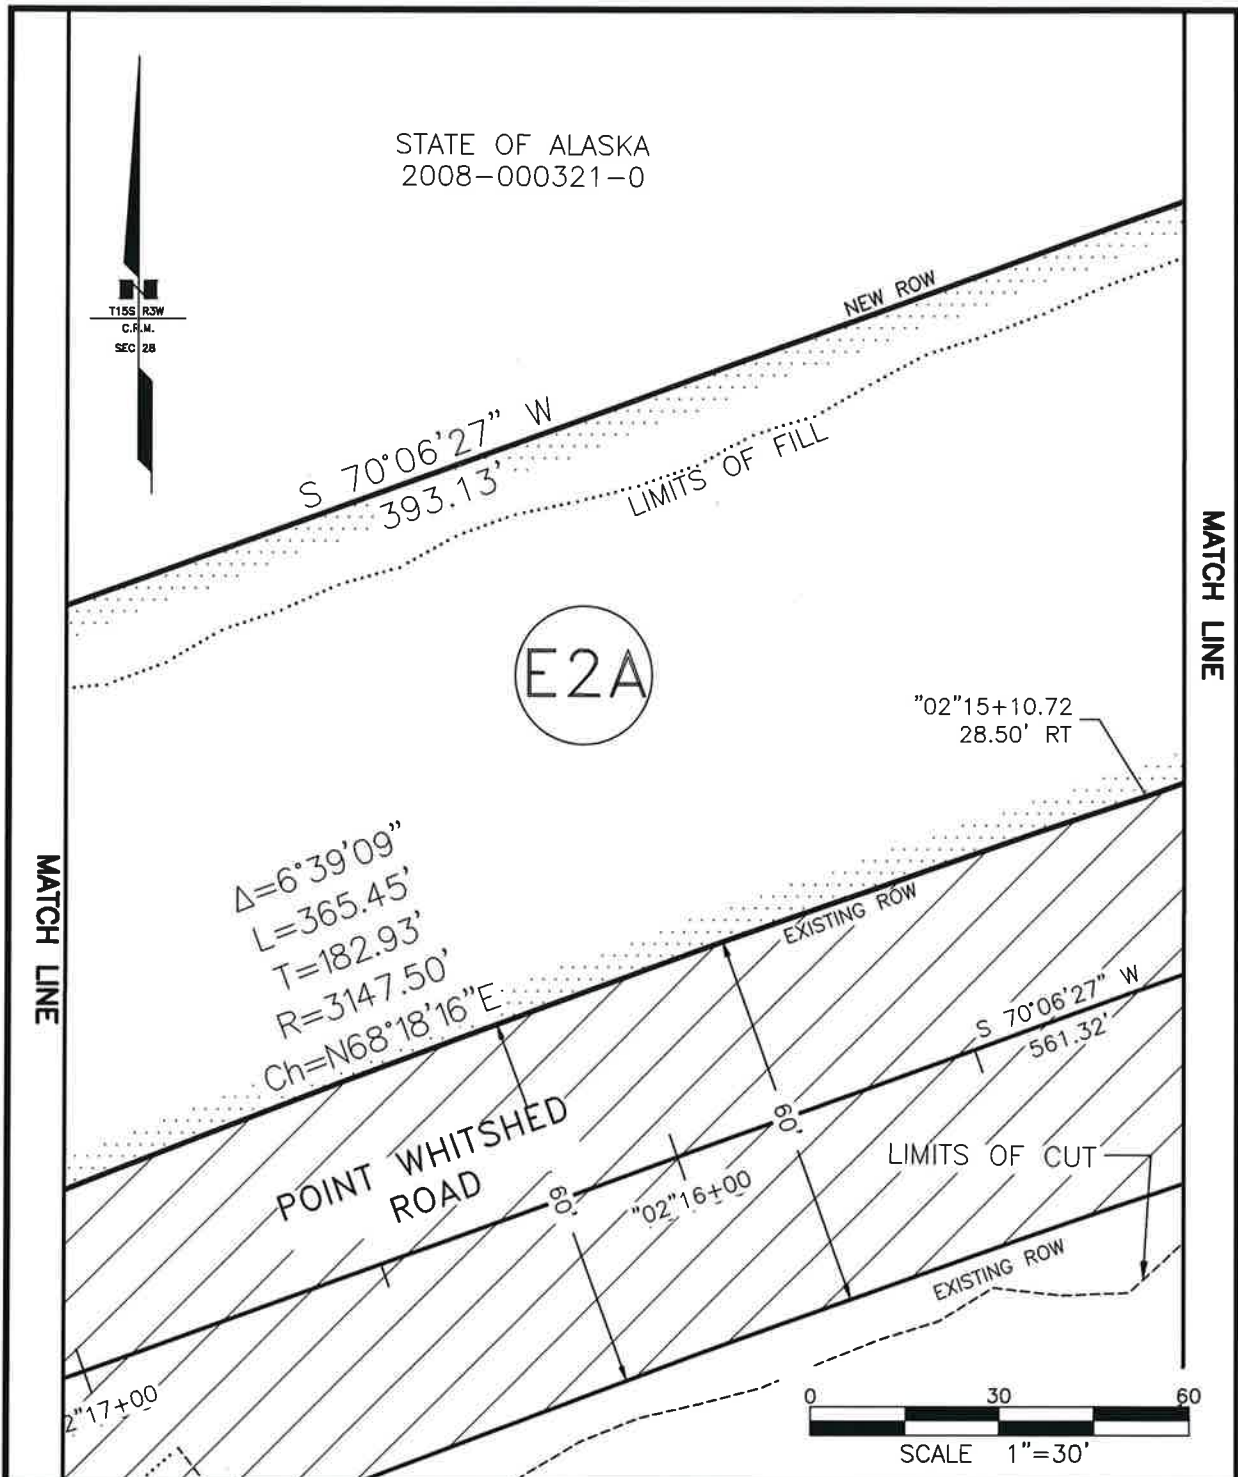 STATE OF ALASKA
2008-000321-0
N
T15S R3W
C.R.M.
SEC 28
NEW ROW
S 70°06'27" W
393.13'
LIMITS OF FILL
MATCH LINE
E2A
"02"15+10.72
28.50' RT
MATCH LINE
Δ=6°39'09"
L=365.45'
T=182.93'
R=3147.50'
Ch=N68°18'16"E
EXISTING ROW
S 70°06'27" W
561.32'
60'
POINT WHITSHED
ROAD
LIMITS OF CUT
60'
"02"16+00
EXISTING ROW
2"17+00
0 30 60
SCALE 1"=30'